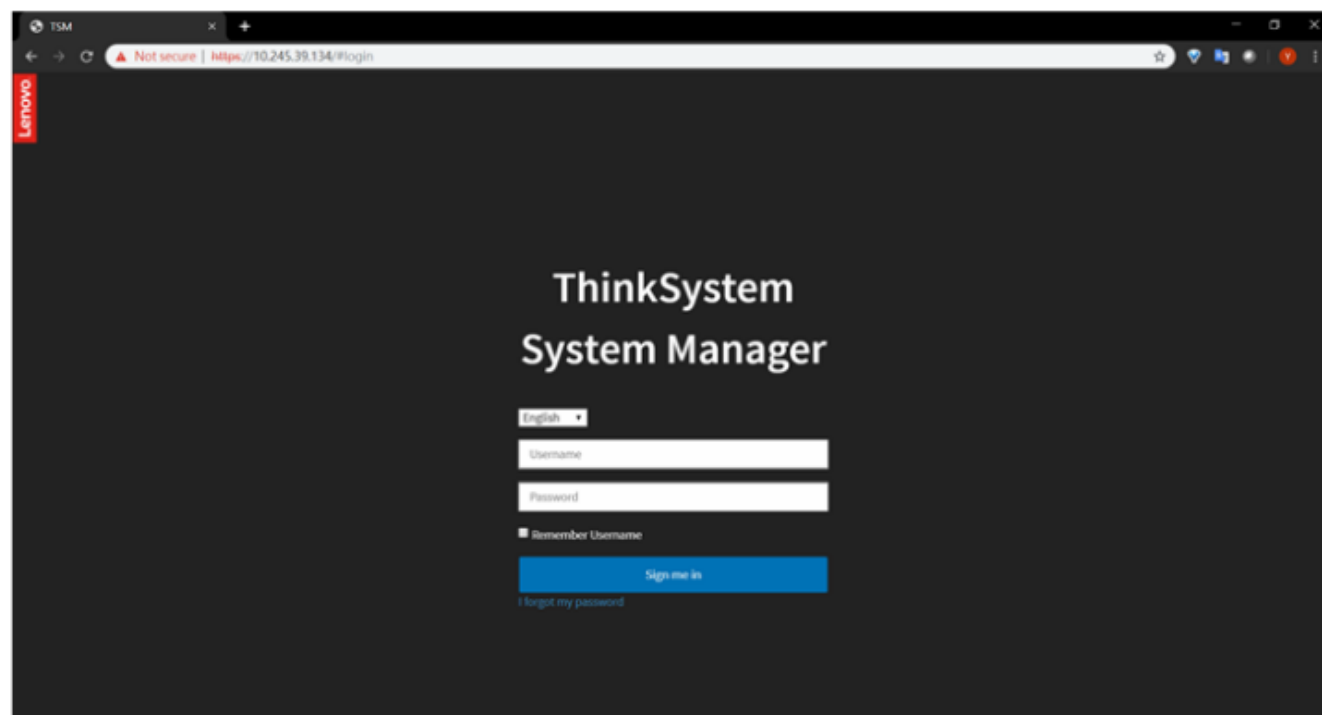 TSM
Not secure | https://10.245.39.134/#login
Y
Lenovo
ThinkSystem
System Manager
English
Username
Password
Remember Username
Sign me in
I forgot my password